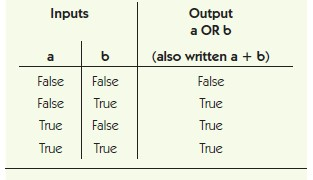 Inputs Output
a OR b
a b (also written a + b)
False False False
False True True
True False True
True True True